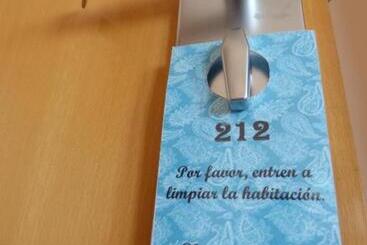 212
Por favor, entren a
limpiar la habitación.